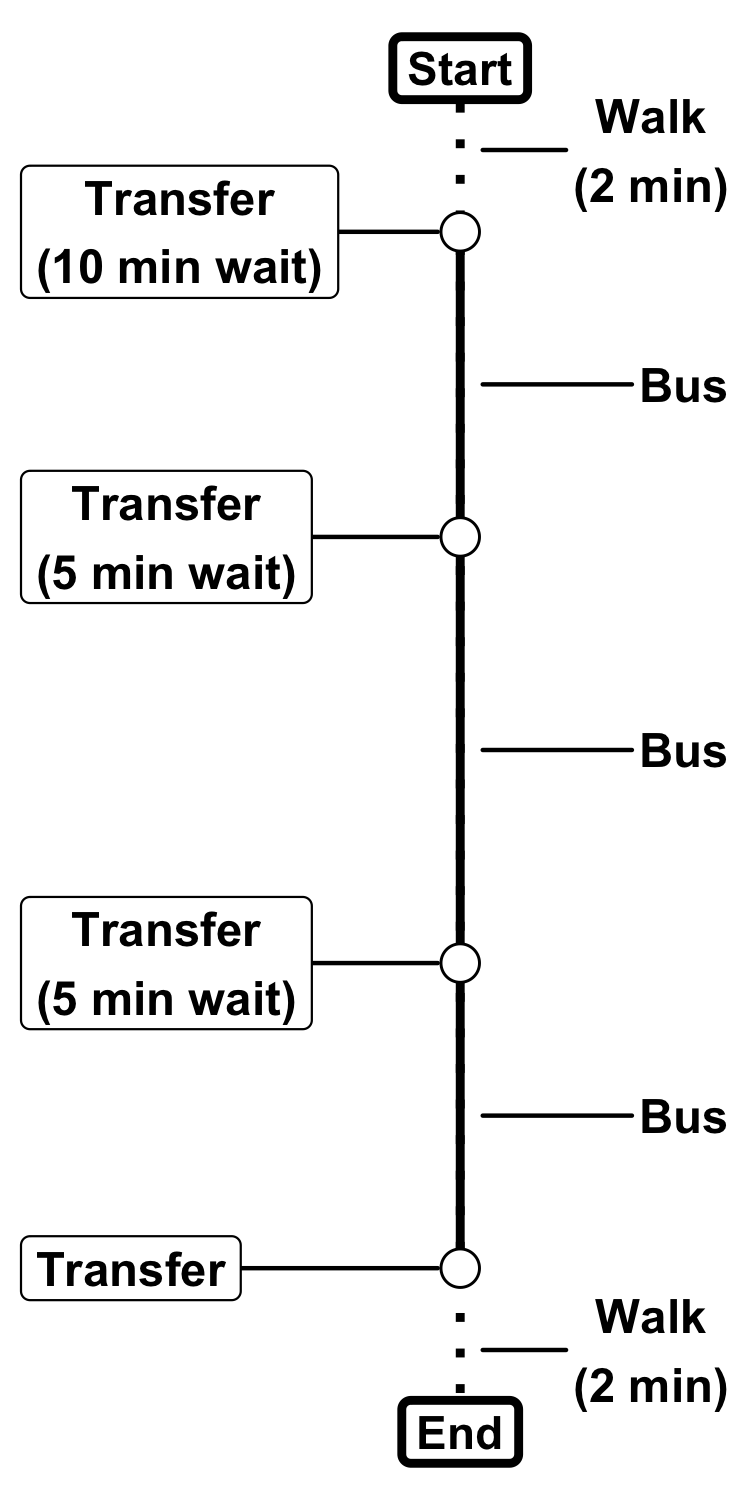 Start
Walk
(2 min)
Transfer
(10 min wait)
Bus
Transfer
(5 min wait)
Bus
Transfer
(5 min wait)
Bus
Transfer
Walk
(2 min)
End